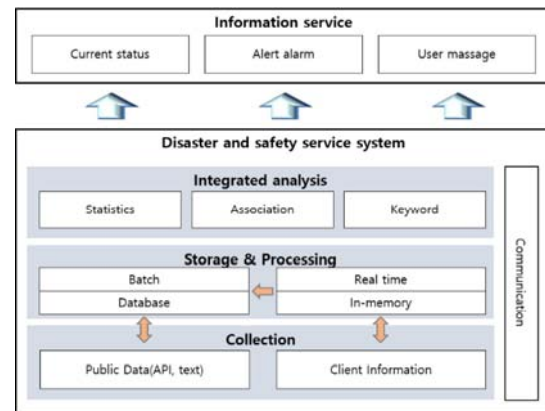 Information service
Current status
Alert alarm
User massage
Disaster and safety service system
Integrated analysis
Statistics
Association
Keyword
Storage & Processing
Batch
Real time
Database
In-memory
Collection
Public Data(API, text)
Client Information
Communication